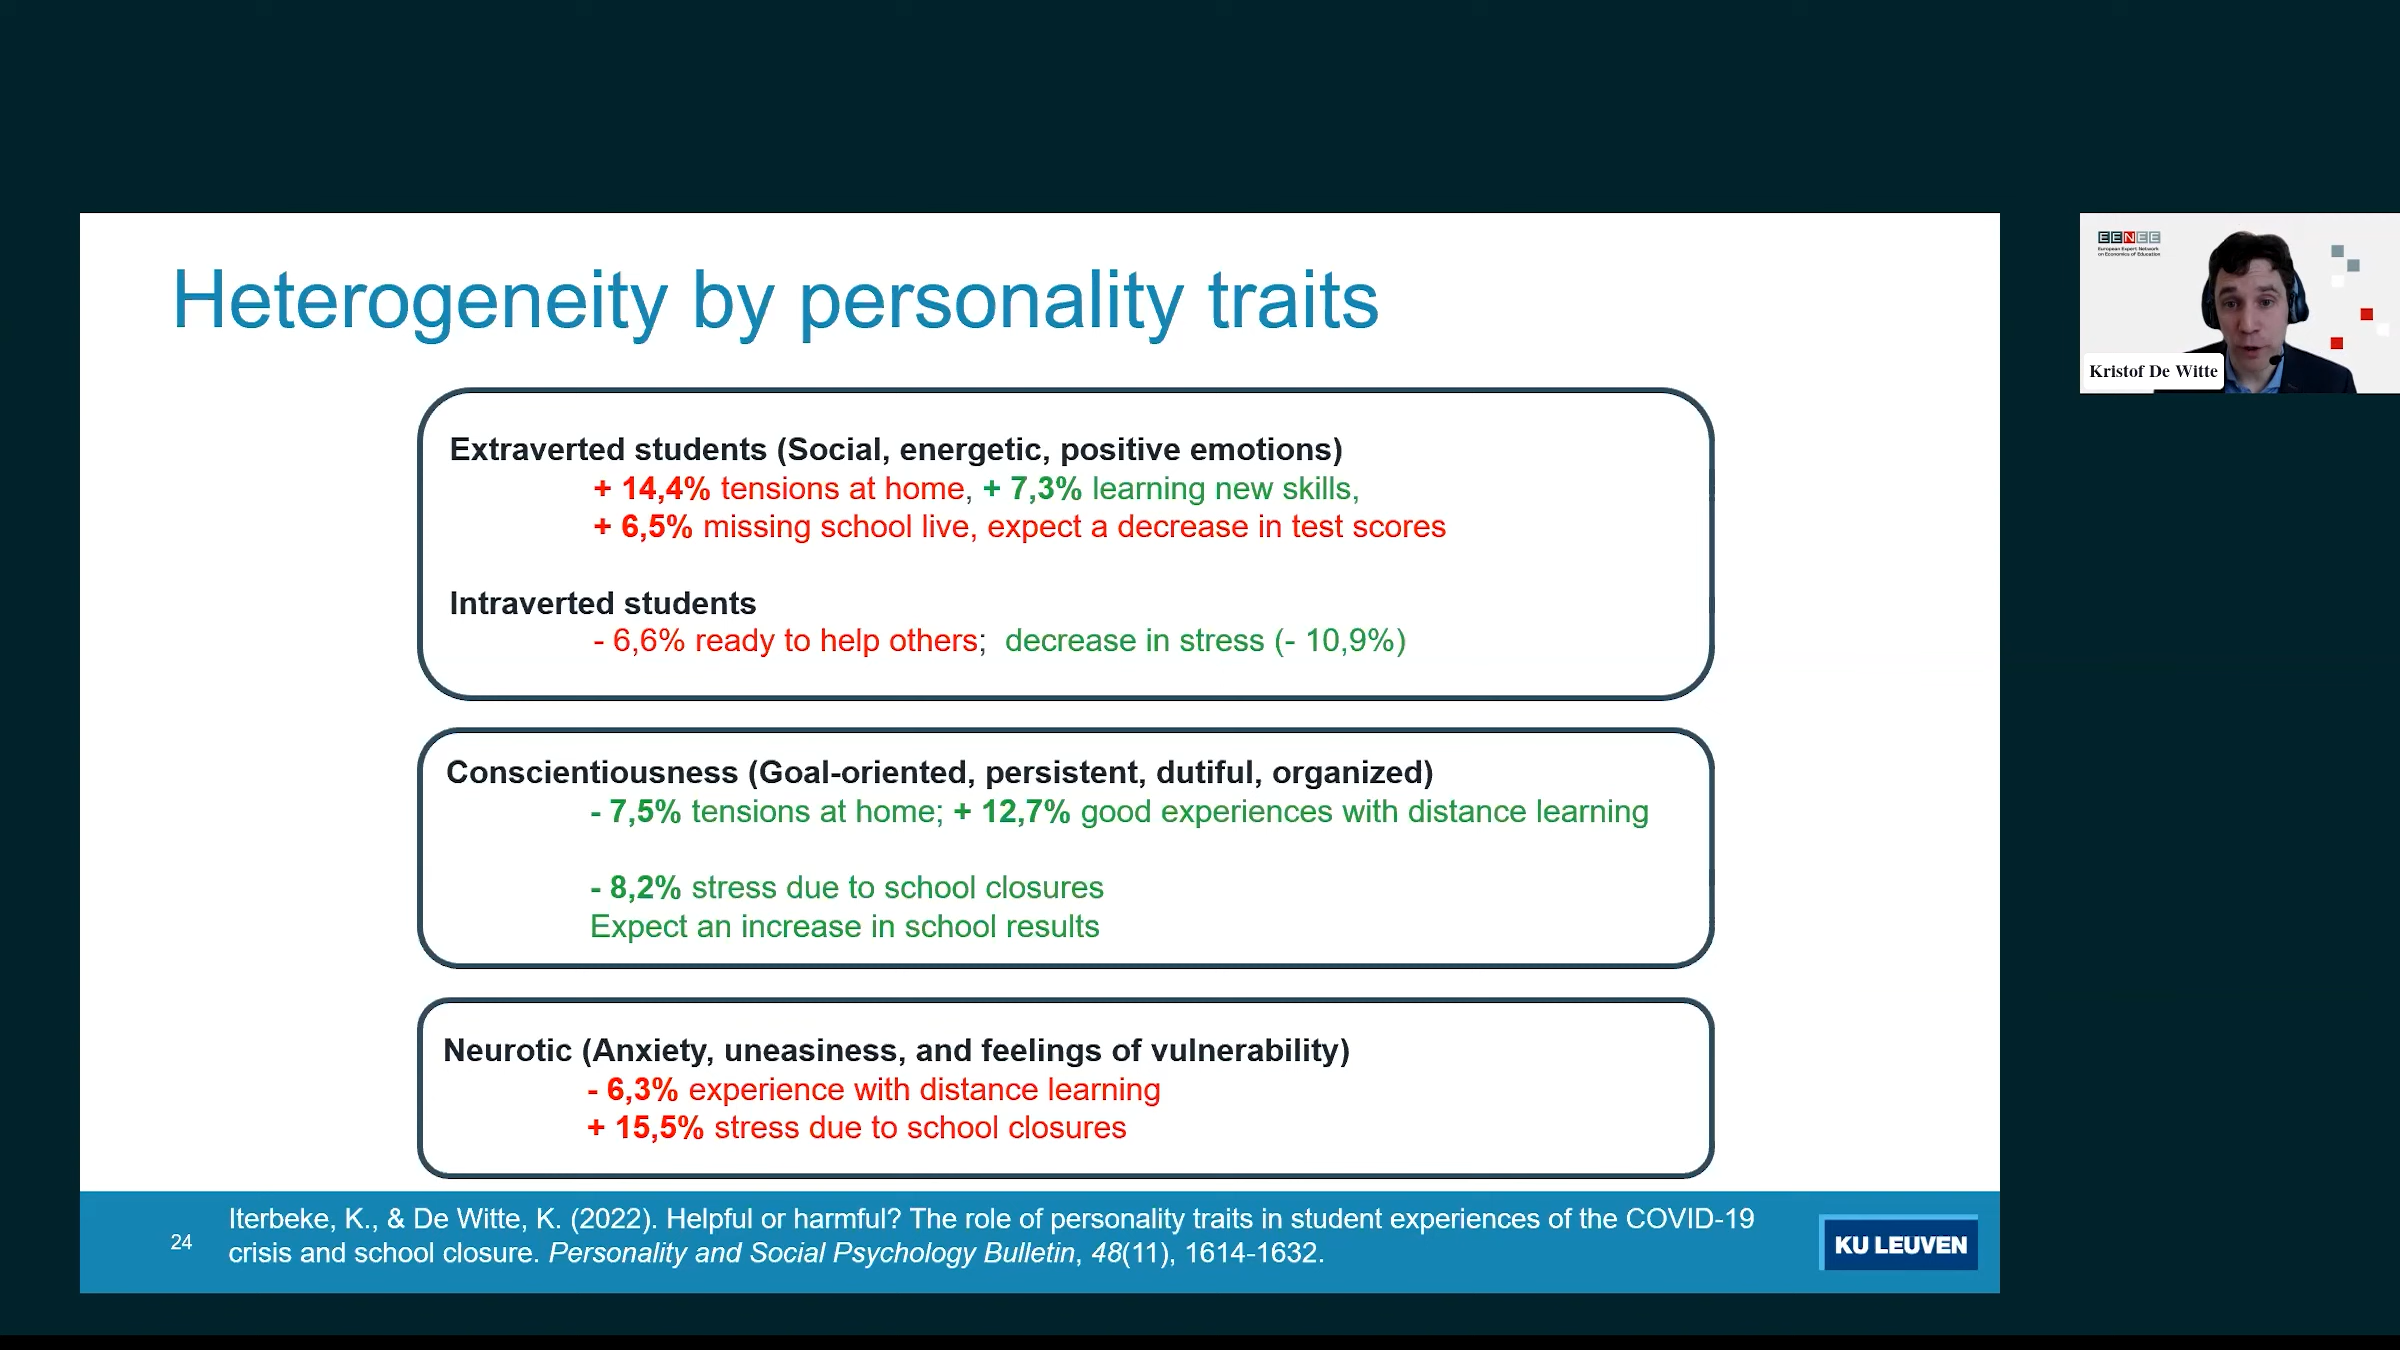 Heterogeneity by personality traits
Extraverted students (Social, energetic, positive emotions)
+ 14,4% tensions at home, + 7,3% learning new skills,
+ 6,5% missing school live, expect a decrease in test scores
Intraverted students
- 6,6% ready to help others; decrease in stress (- 10,9%)
Conscientiousness (Goal-oriented, persistent, dutiful, organized)
- 7,5% tensions at home; + 12,7% good experiences with distance learning
- 8,2% stress due to school closures
Expect an increase in school results
Neurotic (Anxiety, uneasiness, and feelings of vulnerability)
- 6,3% experience with distance learning
+ 15,5% stress due to school closures
24
Iterbeke, K., & De Witte, K. (2022). Helpful or harmful? The role of personality traits in student experiences of the COVID-19
crisis and school closure. Personality and Social Psychology Bulletin, 48(11), 1614-1632.
KU LEUVEN
EENEE
European Expert Network
on Economics of Education
Kristof De Witte